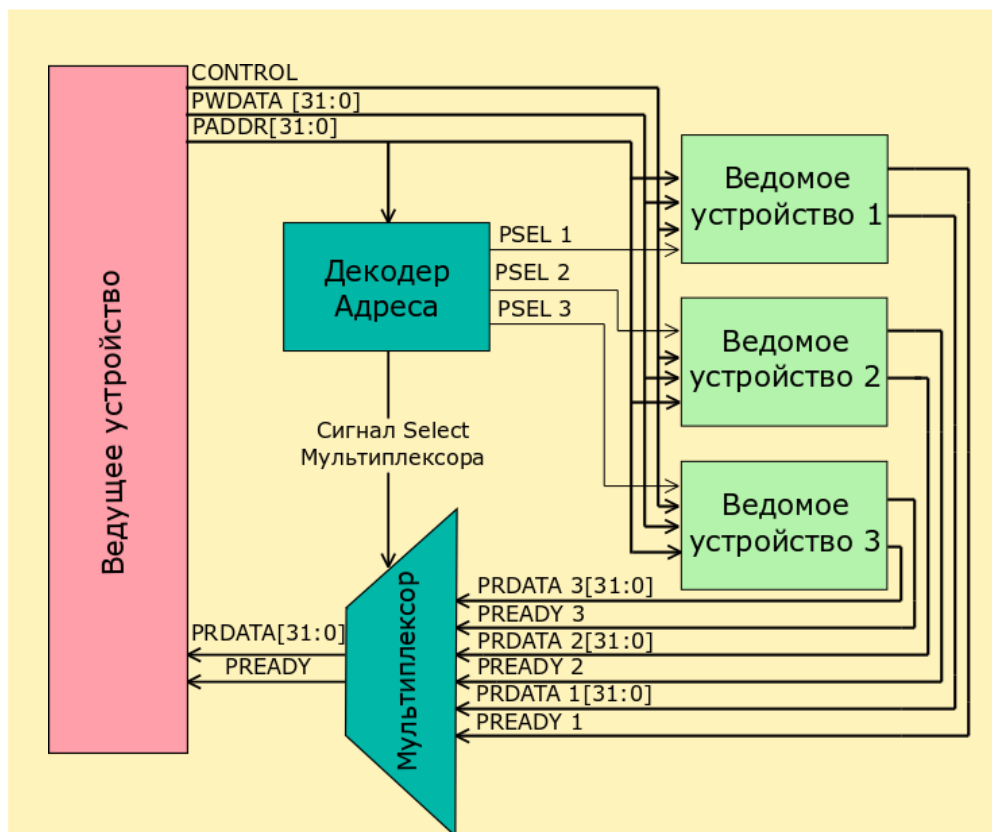 CONTROL
PWDATA [31:0]
PADDR[31:0]
Ведущее устройство
Декодер
Адреса
PSEL 1
PSEL 2
PSEL 3
Ведомое
устройство 1
Ведомое
устройство 2
Ведомое
устройство 3
Сигнал Select
Мультиплексора
Мультиплексор
PRDATA 3[31:0]
PREADY 3
PRDATA 2[31:0]
PREADY 2
PRDATA 1[31:0]
PREADY 1
PRDATA[31:0]
PREADY